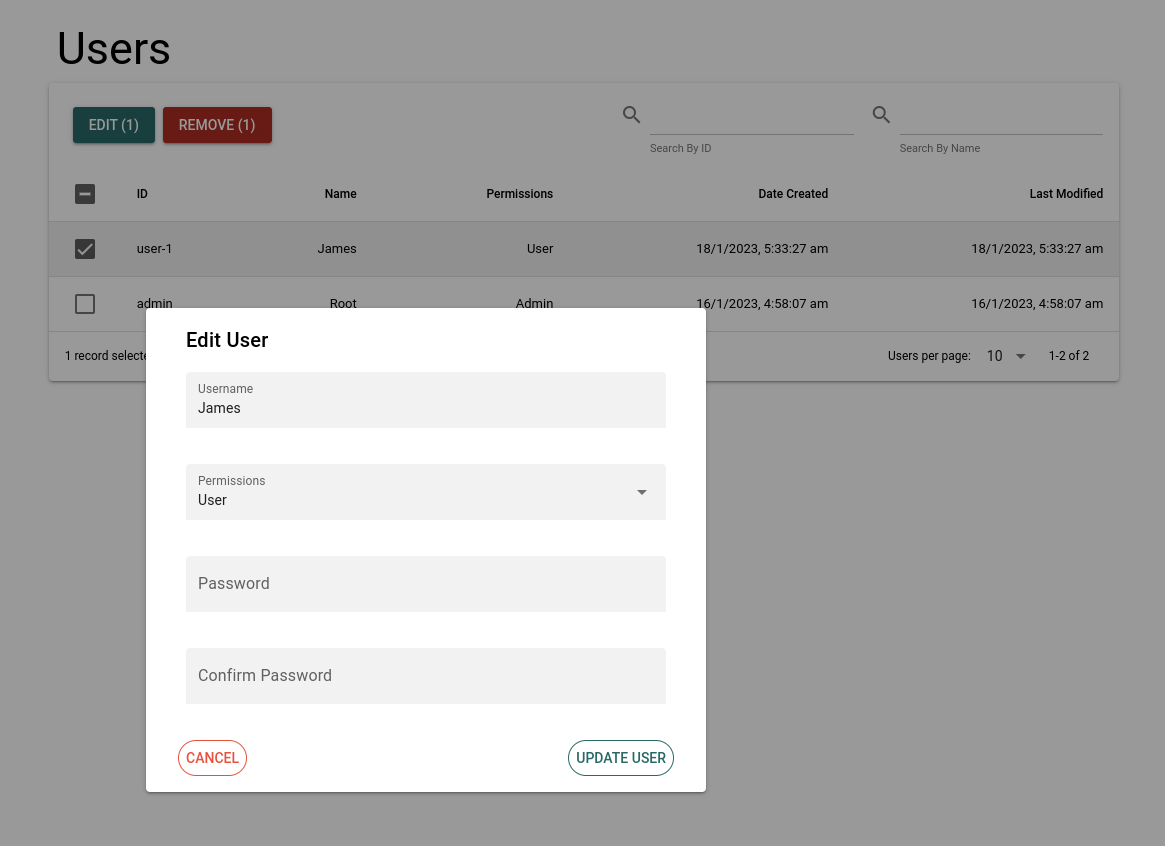 Users
EDIT (1) REMOVE (1)
Search By ID Search By Name
ID Name Permissions Date Created Last Modified
user-1 James User 18/1/2023, 5:33:27 am 18/1/2023, 5:33:27 am
admin Root Admin 16/1/2023, 4:58:07 am 16/1/2023, 4:58:07 am
1 record selecte Users per page: 10 1-2 of 2
Edit User
Username
James
Permissions
User
Password
Confirm Password
CANCEL UPDATE USER